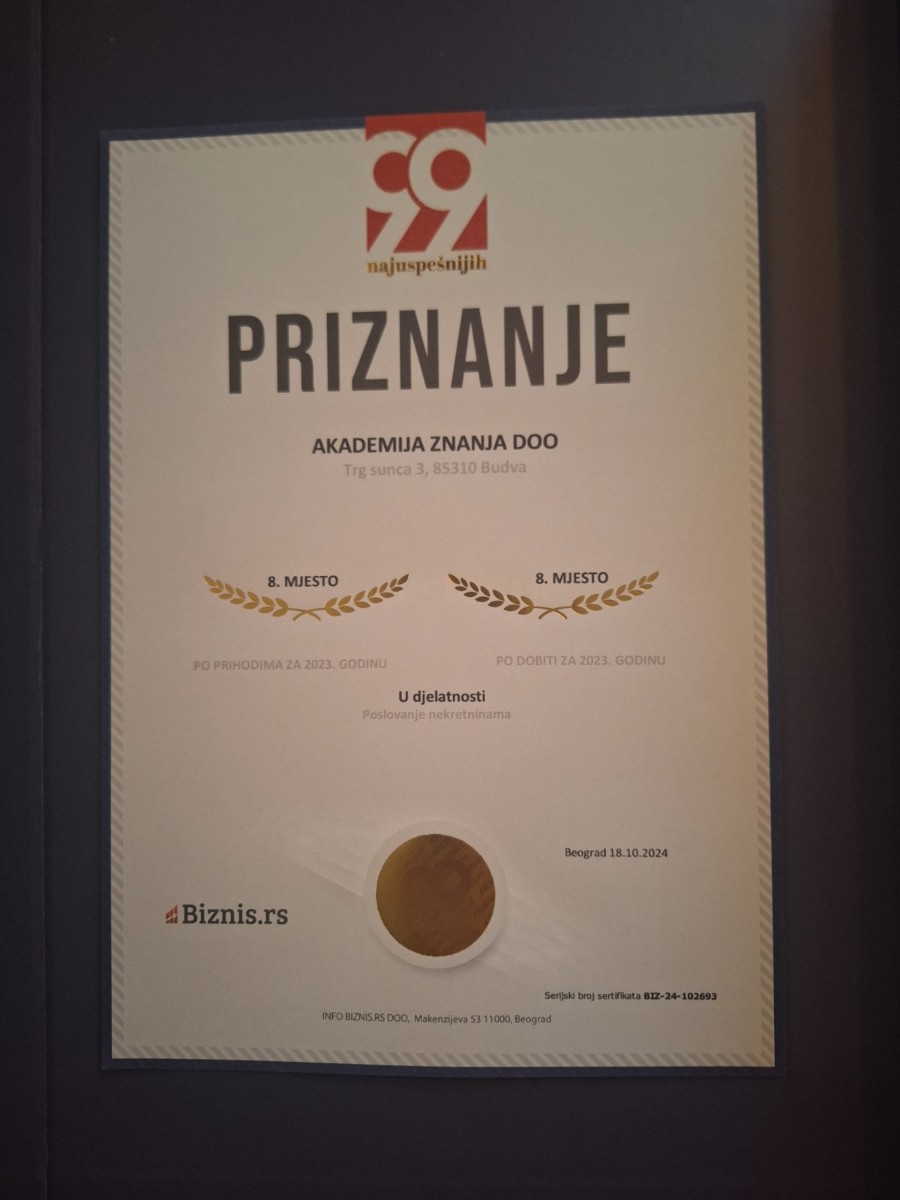 99
najuspešnijih
PRIZNANJE
AKADEMIJA ZNANJA DOO
Trg sunca 3, 85310 Budva
8. MJESTO
8. MJESTO
PO PRIHODIMA ZA 2023. GODINU
PO DOBITI ZA 2023. GODINU
U djelatnosti
Poslovanje nekretninama
Beograd 18.10.2024
Biznis.rs
Serijski broj sertifikata BIZ-24-102693
INFO BIZNIS.RS DOO, Makenzijeva 53 11000, Beograd